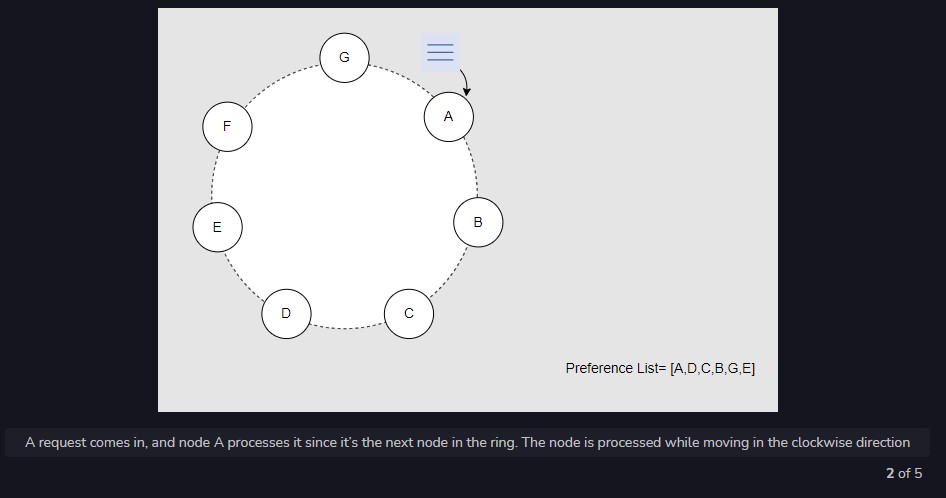 G
A
F
B
E
D
C
Preference List= [A,D,C,B,G,E]
A request comes in, and node A processes it since it’s the next node in the ring. The node is processed while moving in the clockwise direction
2 of 5